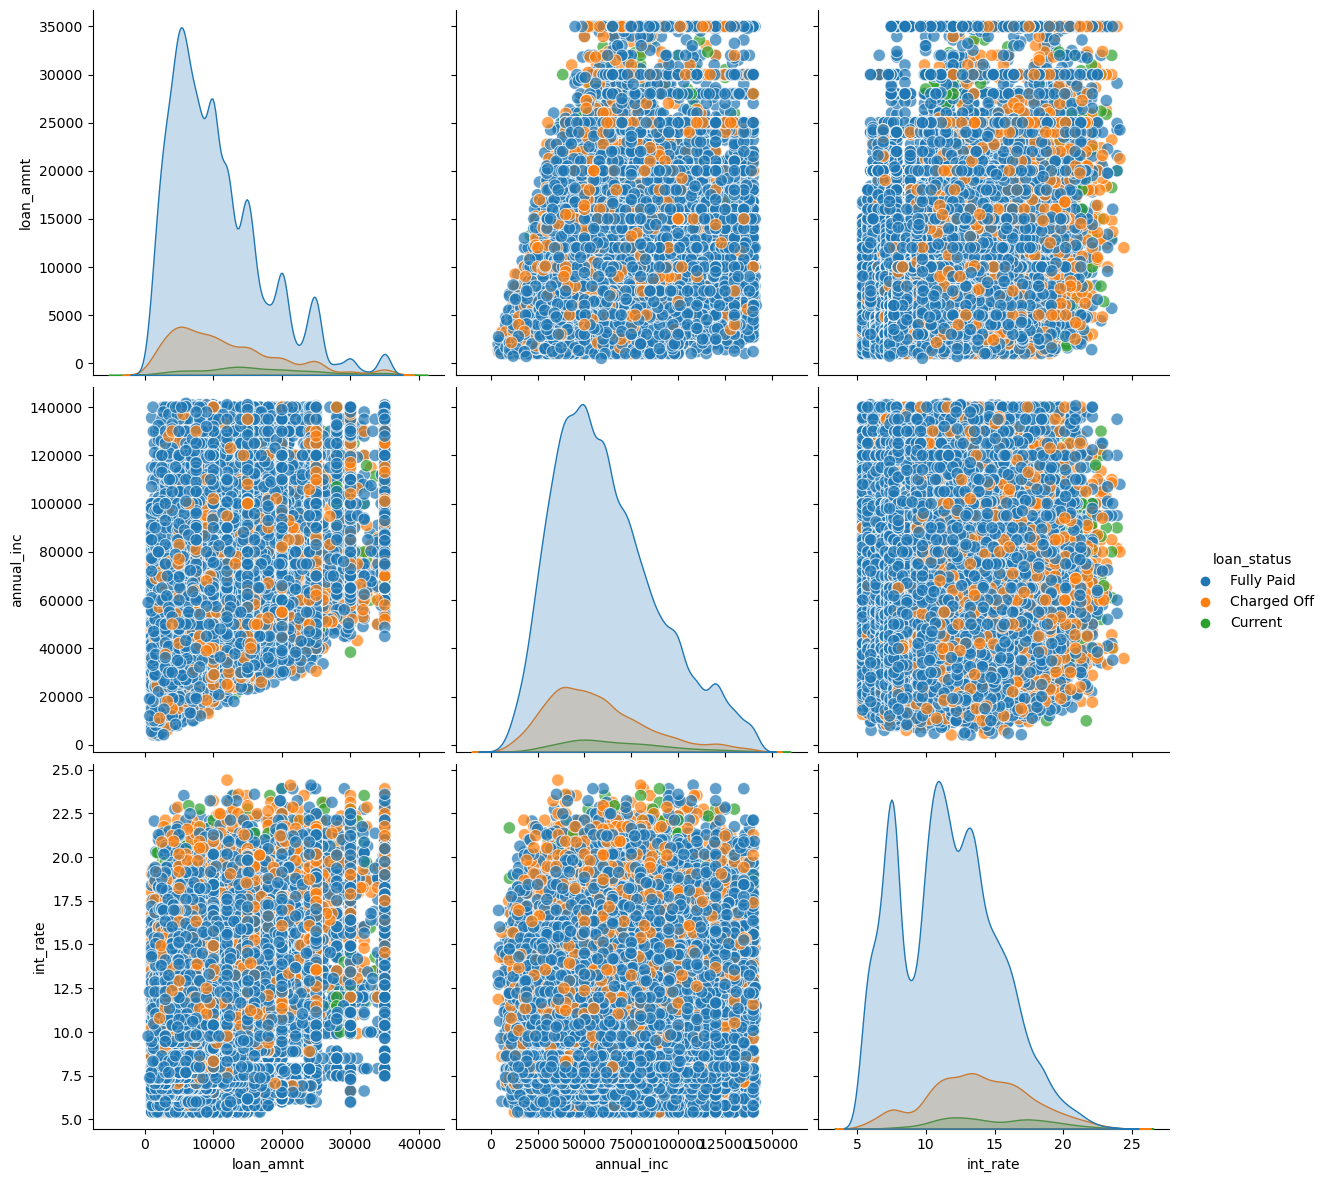 35000
30000
25000
20000
15000
10000
5000
0
loan_amnt
140000
120000
100000
80000
60000
40000
20000
0
annual_inc
loan_status
Fully Paid
Charged Off
Current
25.0
22.5
20.0
17.5
15.0
12.5
10.0
7.5
5.0
int_rate
0 10000 20000 30000 40000
0 25000 50000 75000 100000 125000 150000
5 10 15 20 25
loan_amnt
annual_inc
int_rate